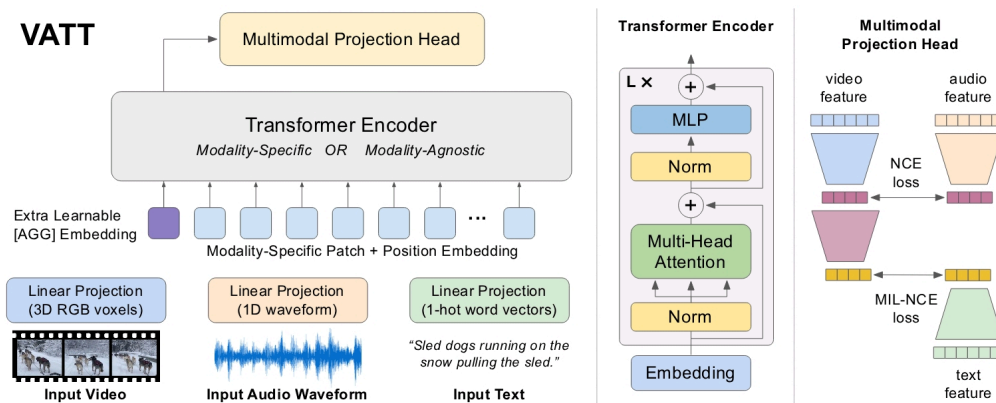 VATT
Multimodal Projection Head
Transformer Encoder
Modality-Specific OR Modality-Agnostic
Extra Learnable
[AGG] Embedding
...
Modality-Specific Patch + Position Embedding
Linear Projection
(3D RGB voxels)
Linear Projection
(1D waveform)
Linear Projection
(1-hot word vectors)
“Sled dogs running on the
snow pulling the sled.”
Input Video
Input Audio Waveform
Input Text
Transformer Encoder
L ×
+
MLP
Norm
+
Multi-Head
Attention
Norm
Embedding
Multimodal
Projection Head
video
feature
audio
feature
NCE
loss
MIL-NCE
loss
text
feature